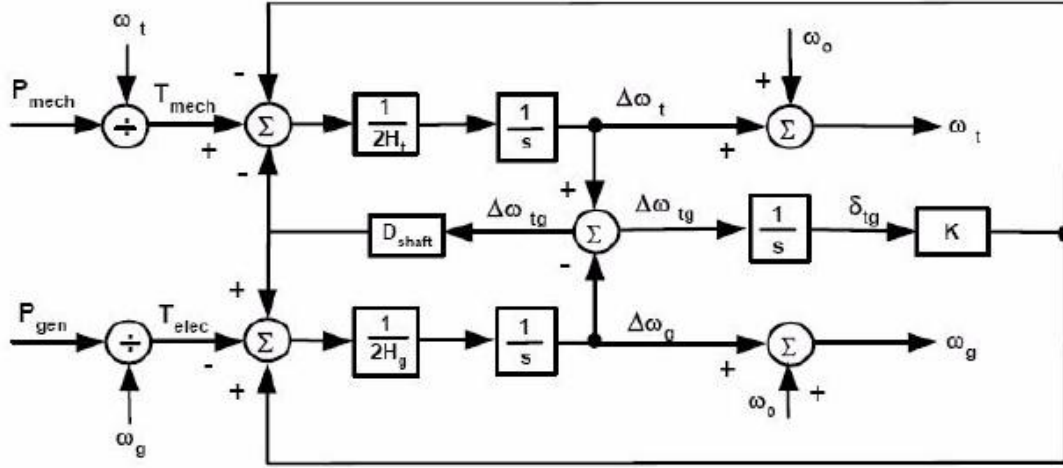 ω t
ω o
-
+
P mech
T mech
Δω t
÷
Σ
1
2H t
1
s
Σ
ω t
+
-
+
+
Δω tg
Δω tg
δ tg
D shaft
Σ
1
s
K
-
+
P gen
T elec
Δω g
÷
Σ
1
2H g
1
s
Σ
ω g
-
+
+
+
ω g
ω o